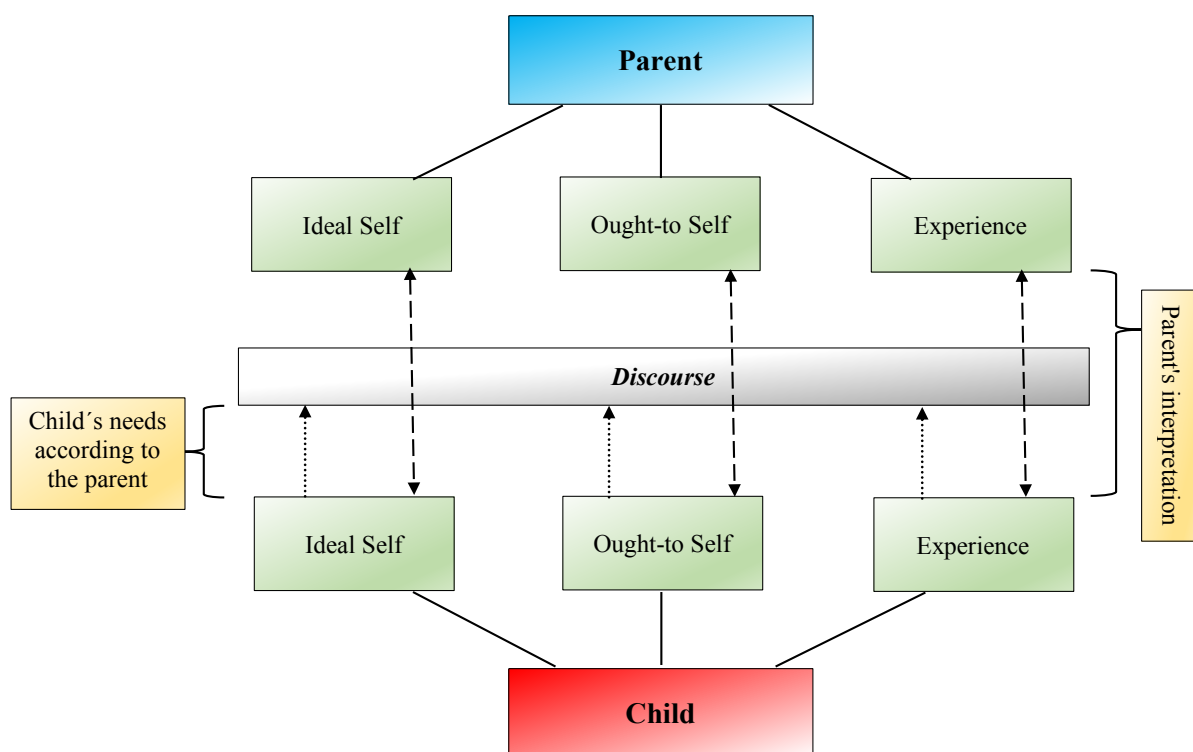 Parent
Ideal Self
Ought-to Self
Experience
Parent's interpretation
Discourse
Child´s needs
according to
the parent
Ideal Self
Ought-to Self
Experience
Child